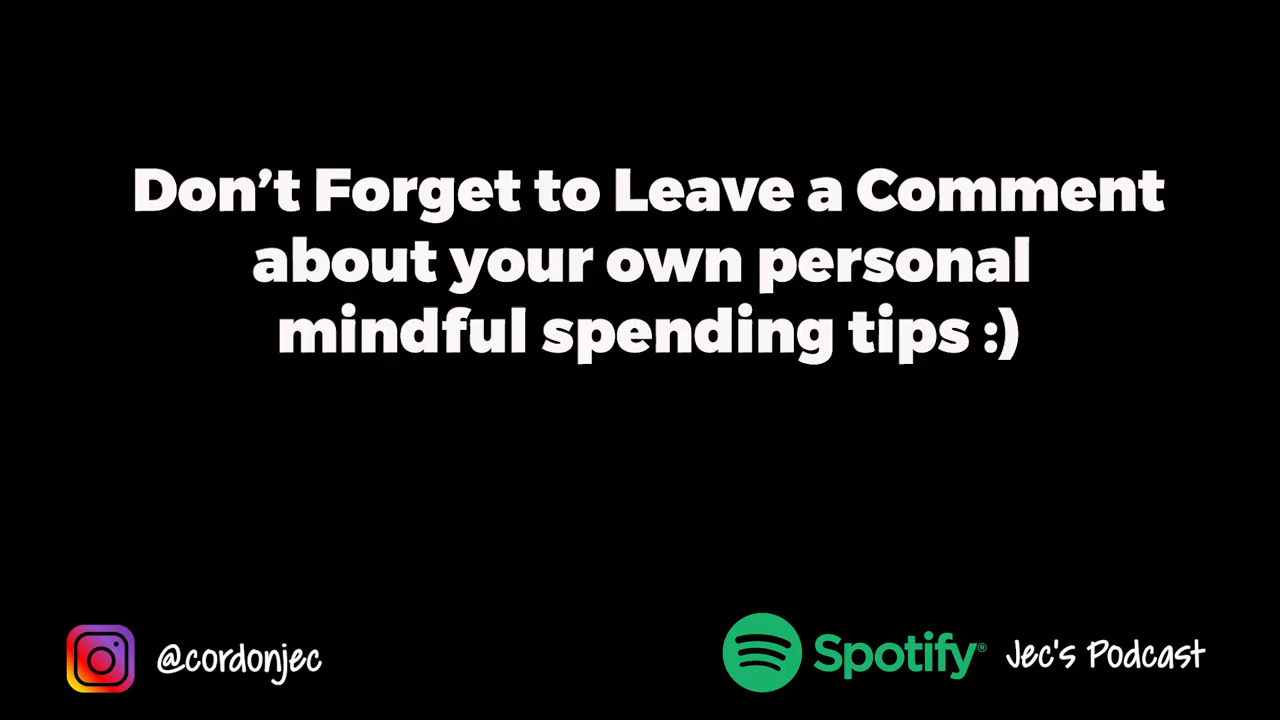 Don’t Forget to Leave a Comment
about your own personal
mindful spending tips :)
@cordonjec
Spotify® Jec's Podcast